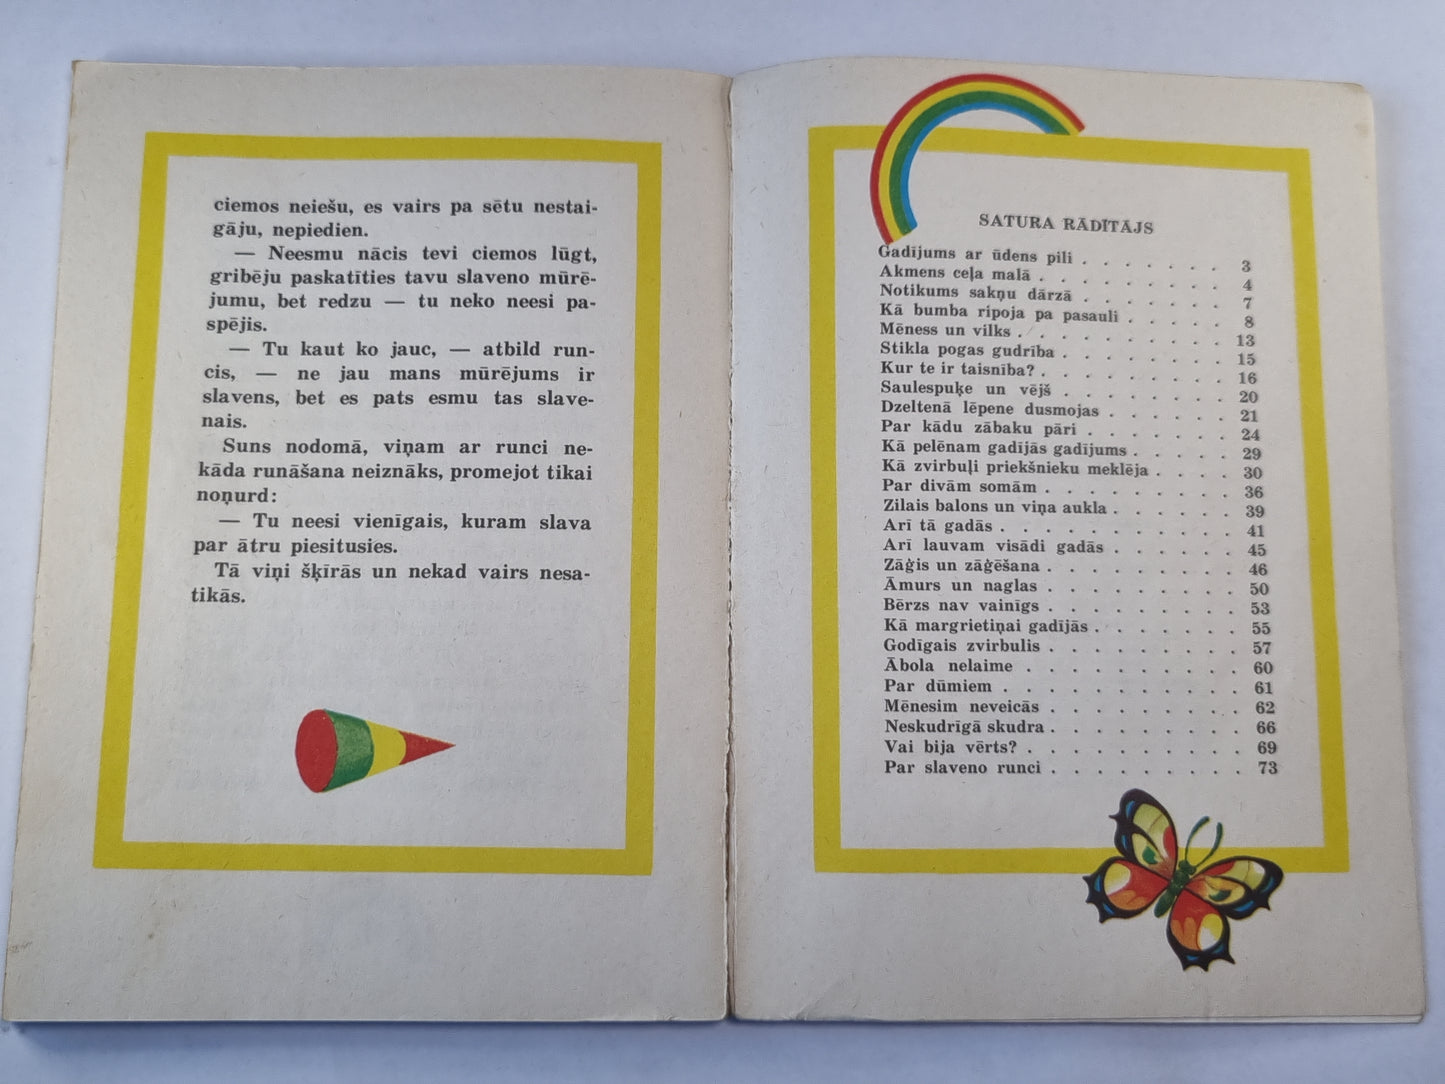 ciemos neiešu, es vairs pa sētu nestai-
gāju, nepiedien.
— Neesmu nācis tevi ciemos lūgt,
gribēju paskatīties tavu slaveno mūrē-
jumu, bet redzu — tu neko neesi pa-
spējis.
— Tu kaut ko jauc, — atbild run-
cis, — ne jau mans mūrējums ir
slavens, bet es pats esmu tas slave-
nais.
Suns nodomā, viņam ar runci ne-
kāda runāšana neiznāks, promejot tikai
noņurd:
— Tu neesi vienīgais, kuram slava
par ātru piesitusies.
Tā viņi šķīrās un nekad vairs nesa-
tikās.
SATURA RĀDĪTĀJS
Gadījums ar ūdens pili . . . . . . . 3
Akmens ceļa malā . . . . . . . . 4
Notikums sakņu dārzā . . . . . . . 7
Kā bumba ripoja pa pasauli . . . . . 8
Mēness un vilks . . . . . . . . . 13
Stikla pogas gudrība . . . . . . . 15
Kur te ir taisnība? . . . . . . . . 16
Saulespuķe un vējš . . . . . . . 20
Dzeltenā lēpene dusmojas . . . . . 21
Par kādu zābaku pāri . . . . . . . 24
Kā pelēnam gadījās gadījums . . . . . 29
Kā zvirbuļi priekšnieku meklēja . . . . 30
Par divām somām . . . . . . . . 36
Zilais balons un viņa aukla . . . . . 39
Arī tā gadās . . . . . . . . . . 41
Arī lauvam visādi gadās . . . . . . 45
Zāģis un zāģēšana . . . . . . . . 46
Āmurs un naglas . . . . . . . . 50
Bērzs nav vainīgs . . . . . . . . 53
Kā margrietiņai gadījās . . . . . . 55
Godīgais zvirbulis . . . . . . . . 57
Ābola nelaime . . . . . . . . . 60
Par dūmiem . . . . . . . . . . 61
Mēnesim neveicās . . . . . . . . 62
Neskudrīgā skudra . . . . . . . . 66
Vai bija vērts? . . . . . . . . . 69
Par slaveno runci . . . . . . . . 73